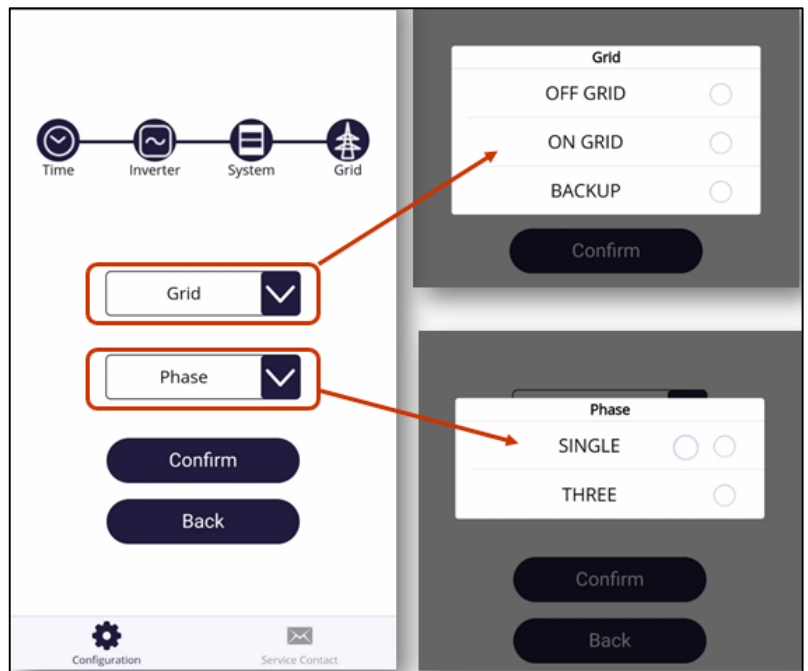 Time Inverter System Grid
Grid
Phase
Confirm
Back
Configuration Service Contact
Grid
OFF GRID
ON GRID
BACKUP
Confirm
Phase
SINGLE
THREE
Confirm
Back